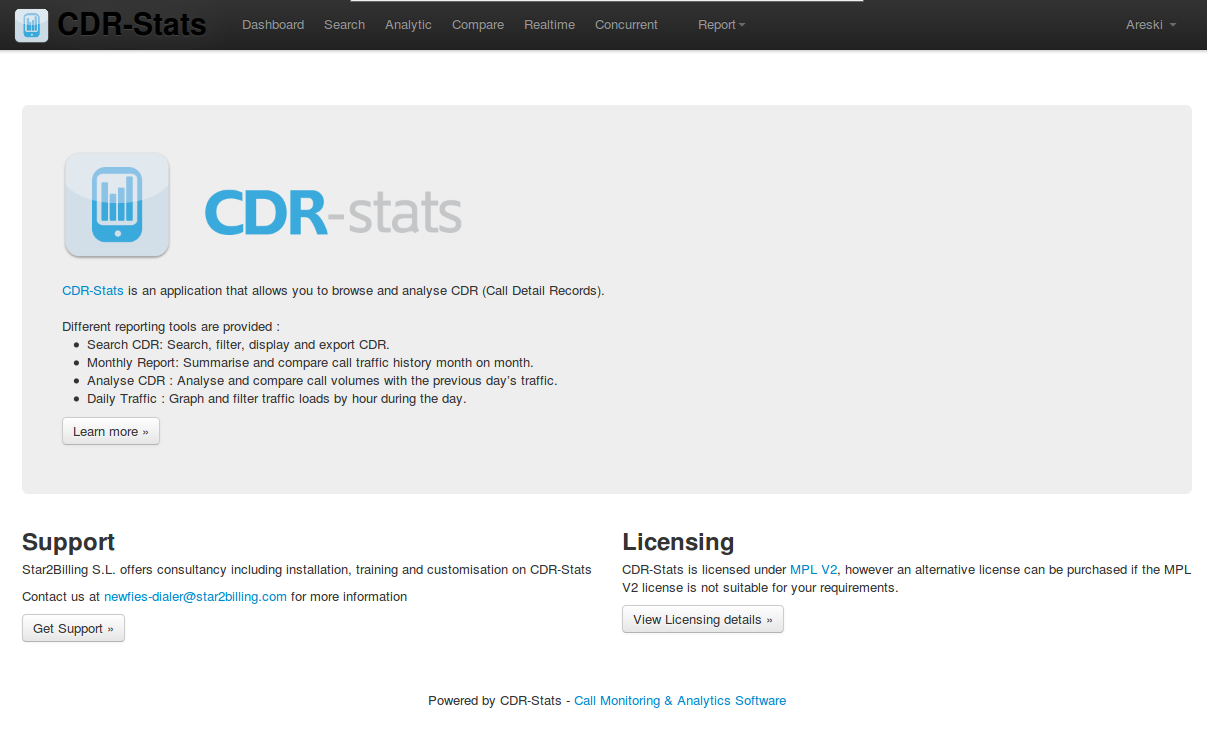 CDR-Stats Dashboard Search Analytic Compare Realtime Concurrent Report Areski
CDR-stats
CDR-Stats is an application that allows you to browse and analyse CDR (Call Detail Records).
Different reporting tools are provided :
• Search CDR: Search, filter, display and export CDR.
• Monthly Report: Summarise and compare call traffic history month on month.
• Analyse CDR : Analyse and compare call volumes with the previous day's traffic.
• Daily Traffic : Graph and filter traffic loads by hour during the day.
Learn more »
Support
Star2Billing S.L. offers consultancy including installation, training and customisation on CDR-Stats
Contact us at newfies-dialer@star2billing.com for more information
Get Support »
Licensing
CDR-Stats is licensed under MPL V2, however an alternative license can be purchased if the MPL
V2 license is not suitable for your requirements.
View Licensing details »
Powered by CDR-Stats - Call Monitoring & Analytics Software